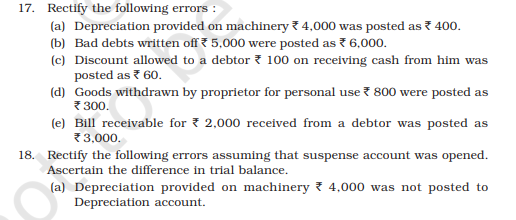 17. Rectify the following errors :
(a) Depreciation provided on machinery ₹ 4,000 was posted as ₹ 400.
(b) Bad debts written off ₹ 5,000 were posted as ₹ 6,000.
(c) Discount allowed to a debtor ₹ 100 on receiving cash from him was
posted as ₹ 60.
(d) Goods withdrawn by proprietor for personal use ₹ 800 were posted as
₹ 300.
(e) Bill receivable for ₹ 2,000 received from a debtor was posted as
₹ 3,000.
18. Rectify the following errors assuming that suspense account was opened.
Ascertain the difference in trial balance.
(a) Depreciation provided on machinery ₹ 4,000 was not posted to
Depreciation account.